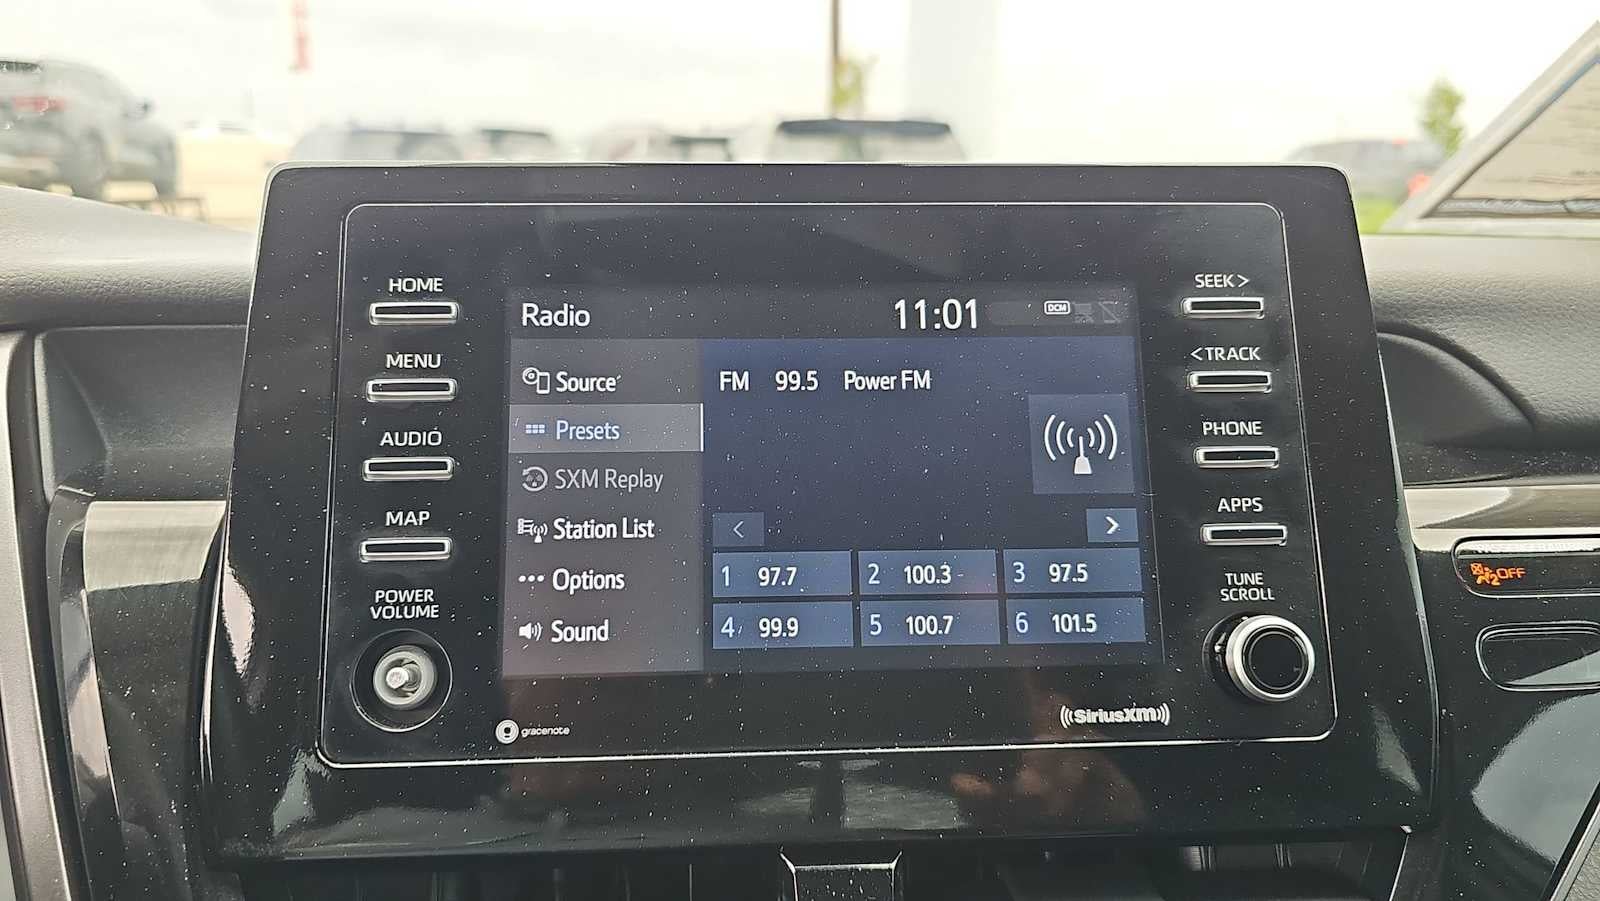 HOME
MENU
AUDIO
MAP
POWER
VOLUME
Radio
11:01
DCM
Source
Presets
SXM Replay
Station List
Options
Sound
FM 99.5 Power FM
<
>
1 97.7
2 100.3
3 97.5
4 99.9
5 100.7
6 101.5
SEEK >
< TRACK
PHONE
APPS
TUNE
SCROLL
gracenote
SiriusXM
2 OFF